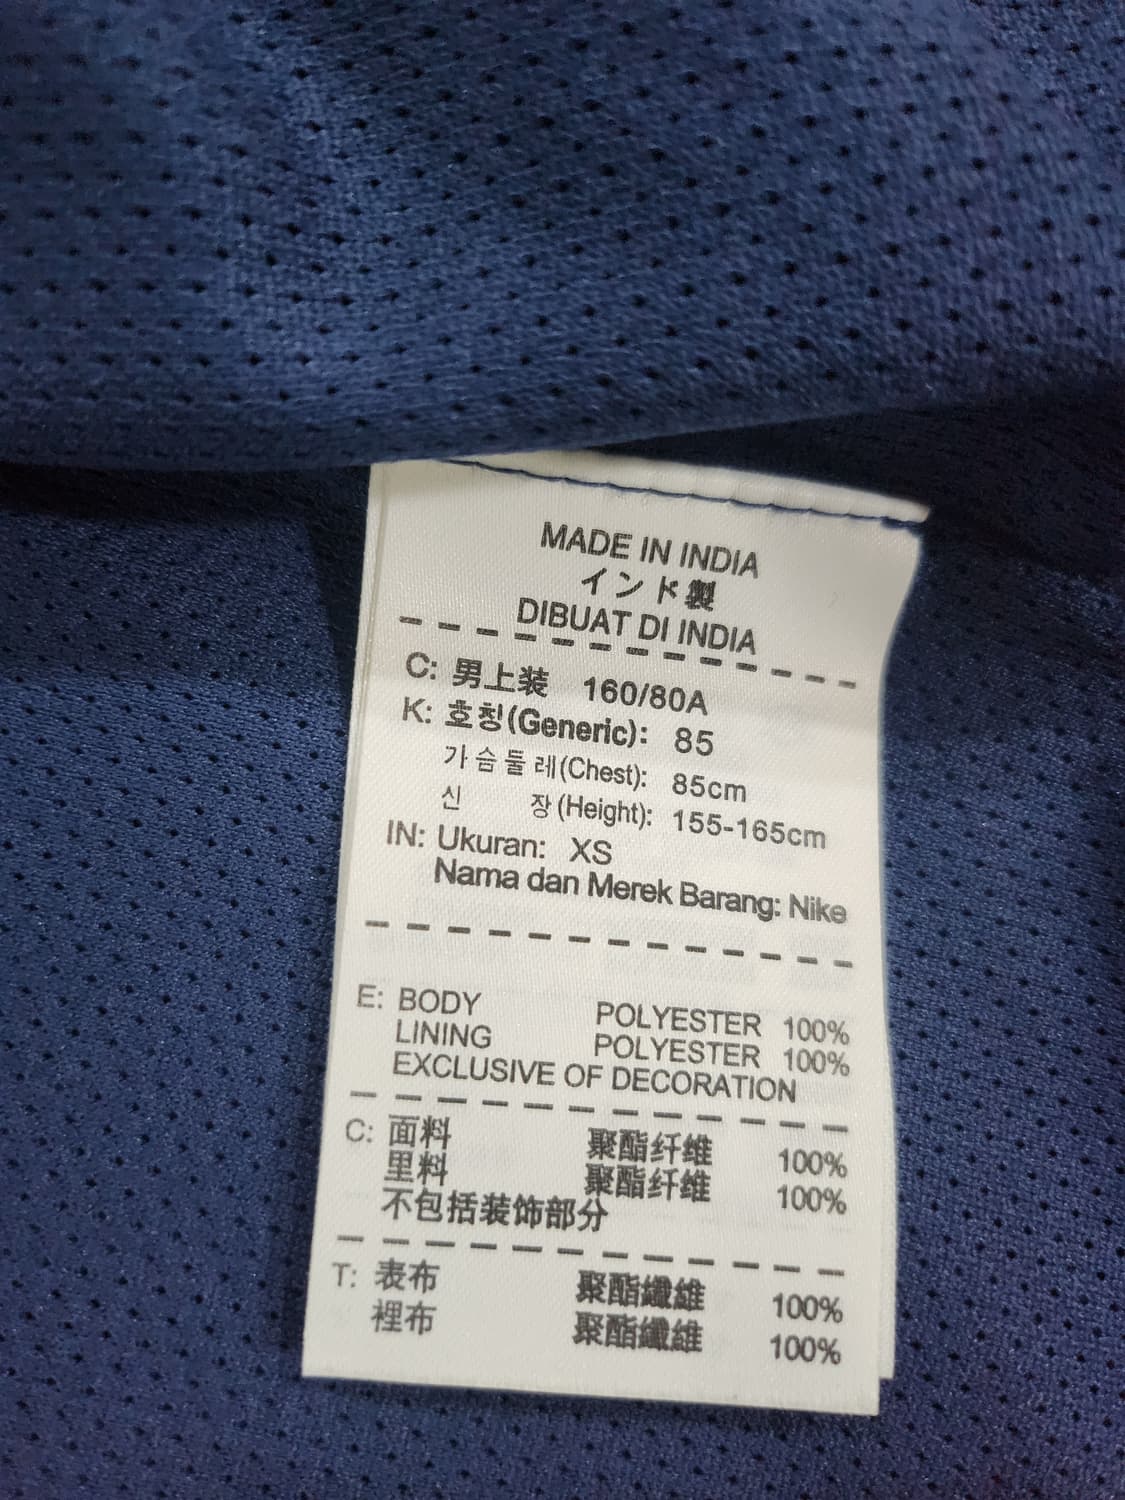 MADE IN INDIA
インド製
DIBUAT DI INDIA
C: 男上装 160/80A
K: 호칭(Generic): 85
가슴둘레(Chest): 85cm
신 장(Height): 155-165cm
IN: Ukuran: XS
Nama dan Merek Barang: Nike
E: BODY POLYESTER 100%
LINING POLYESTER 100%
EXCLUSIVE OF DECORATION
C: 面料 聚酯纤维 100%
里料 聚酯纤维 100%
不包括装饰部分
T: 表布 聚酯纖維 100%
裡布 聚酯纖維 100%